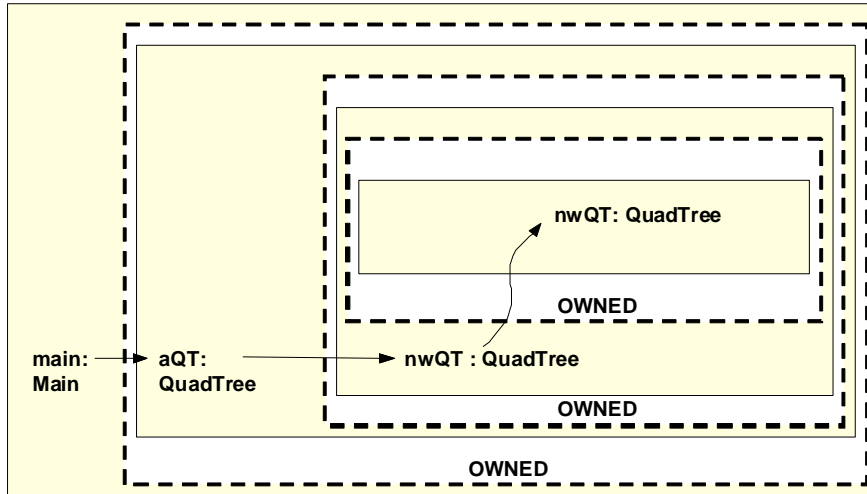 nwQT: QuadTree
OWNED
main:
Main
aQT:
QuadTree
nwQT : QuadTree
OWNED
OWNED